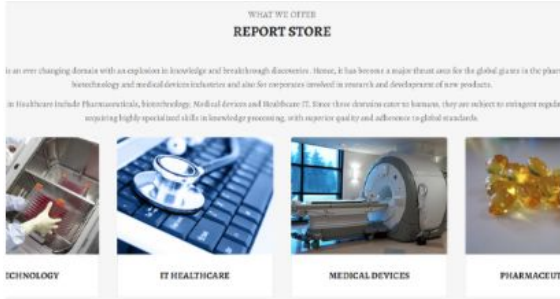 WHAT WE OFFER
REPORT STORE
is an ever changing domain with an explosion in knowledge and breakthrough discoveries. Hence, it has become a major thrust area for the global giants in the
biotechnology and medical devices industries and also for corporates involved in research and development of new products.
in Healthcare include Pharmaceuticals, biotechnology, Medical devices and Healthcare IT. Since these domains cater to humans, they are subject to stringent
requiring highly specialized skills in knowledge processing, with superior quality and adherence to global standards.
ECHNOLOGY
IT HEALTHCARE
MEDICAL DEVICES
PHARMACEUT